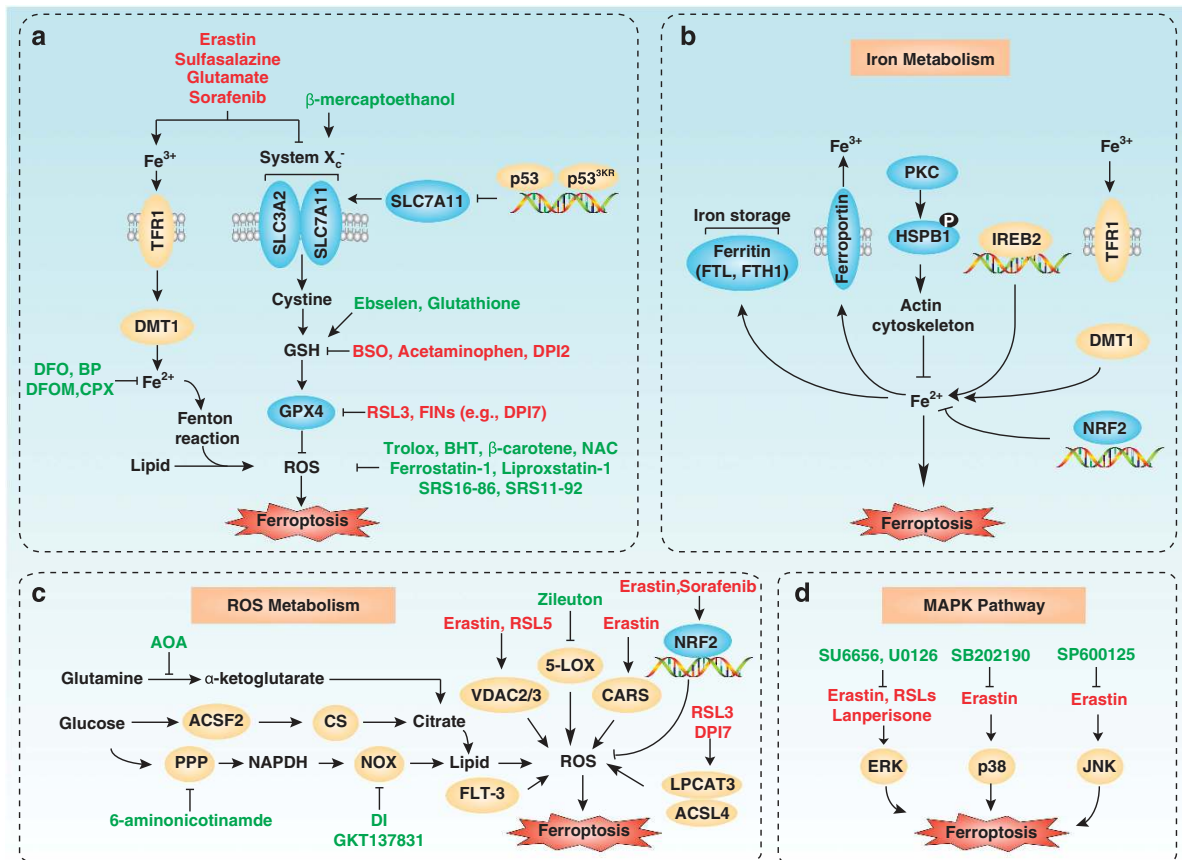 a
Erastin
Sulfasalazine
Glutamate
Sorafenib
β-mercaptoethanol
Fe3+
System Xc-
TFR1
SLC3A2
SLC7A11
SLC7A11
p53
p533KR
Cystine
DMT1
Ebselen, Glutathione
GSH
BSO, Acetaminophen, DPI2
DFO, BP
DFOM,CPX
Fe2+
GPX4
RSL3, FINs (e.g., DPI7)
Fenton
reaction
Lipid
ROS
Trolox, BHT, β-carotene, NAC
Ferrostatin-1, Liproxstatin-1
SRS16-86, SRS11-92
Ferroptosis
b
Iron Metabolism
Fe3+
PKC
Fe3+
Iron storage
Ferritin
(FTL, FTH1)
Ferroportin
P
HSPB1
IREB2
TFR1
Actin
cytoskeleton
DMT1
Fe2+
NRF2
Ferroptosis
c
ROS Metabolism
Zileuton
Erastin,Sorafenib
Erastin, RSL5
Erastin
NRF2
AOA
5-LOX
Glutamine
α-ketoglutarate
VDAC2/3
CARS
Glucose
ACSF2
CS
Citrate
RSL3
DPI7
PPP
NAPDH
NOX
Lipid
ROS
FLT-3
LPCAT3
ACSL4
6-aminonicotinamde
DI
GKT137831
Ferroptosis
d
MAPK Pathway
SU6656, U0126
SB202190
SP600125
Erastin, RSLs
Lanperisone
Erastin
Erastin
ERK
p38
JNK
Ferroptosis